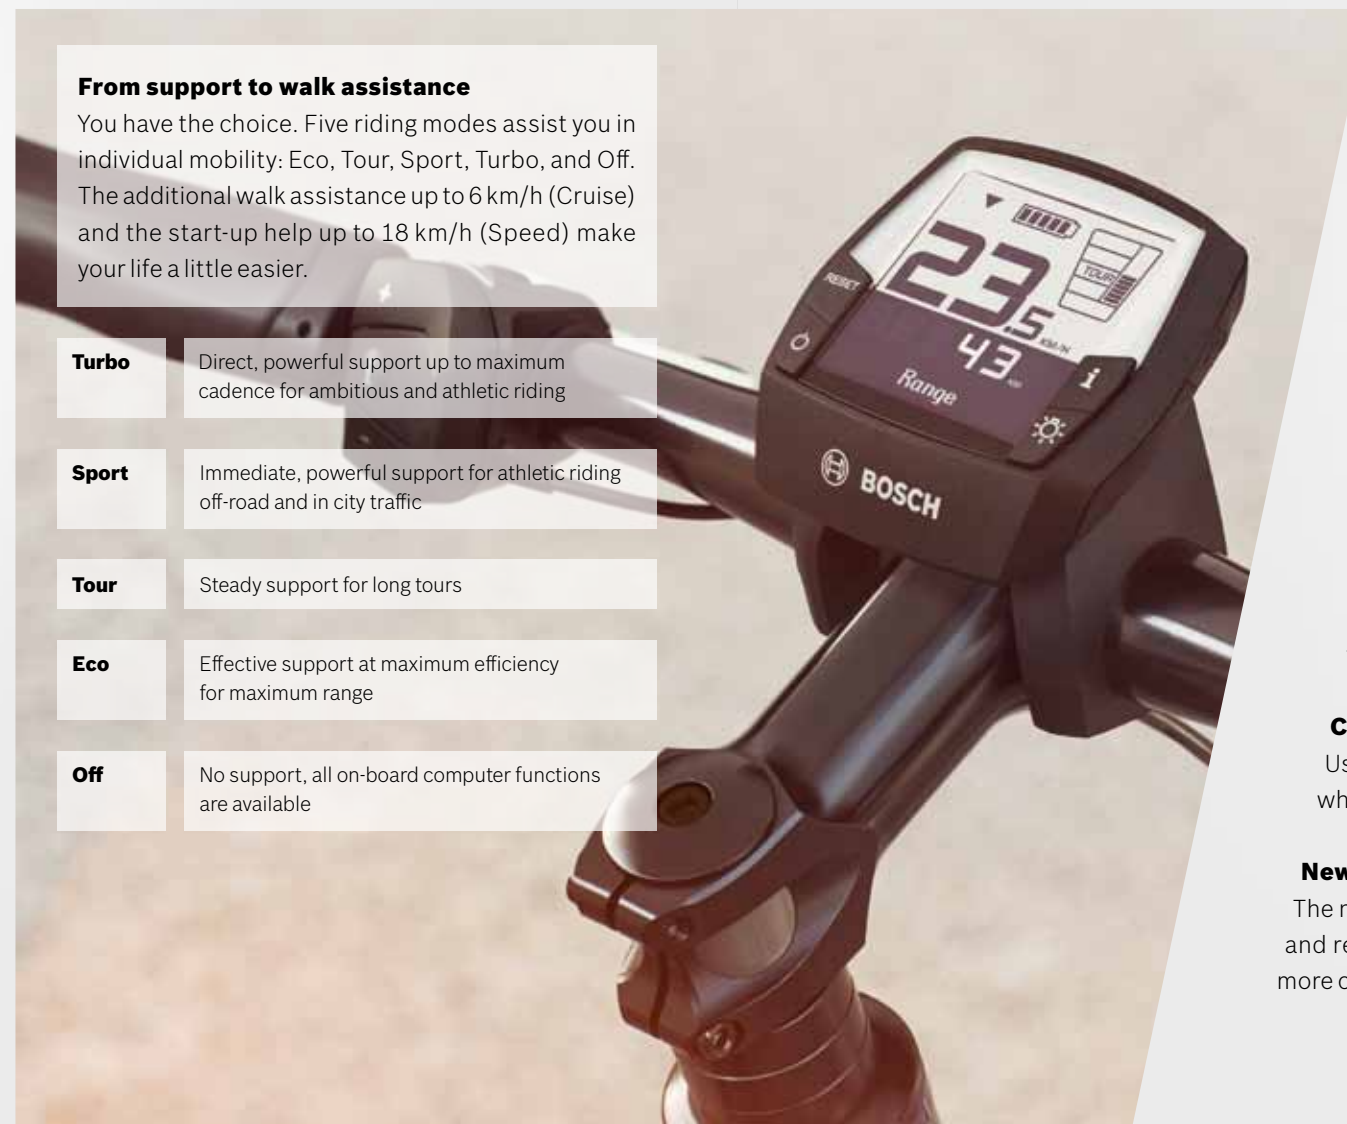 From support to walk assistance
You have the choice. Five riding modes assist you in
individual mobility: Eco, Tour, Sport, Turbo, and Off.
The additional walk assistance up to 6 km/h (Cruise)
and the start-up help up to 18 km/h (Speed) make
your life a little easier.
Turbo
Direct, powerful support up to maximum
cadence for ambitious and athletic riding
Sport
Immediate, powerful support for athletic riding
off-road and in city traffic
Tour
Steady support for long tours
Eco
Effective support at maximum efficiency
for maximum range
Off
No support, all on-board computer functions
are available
TOUR
RESET
23.5
KM/H
43
Range
i
BOSCH
The
and
more